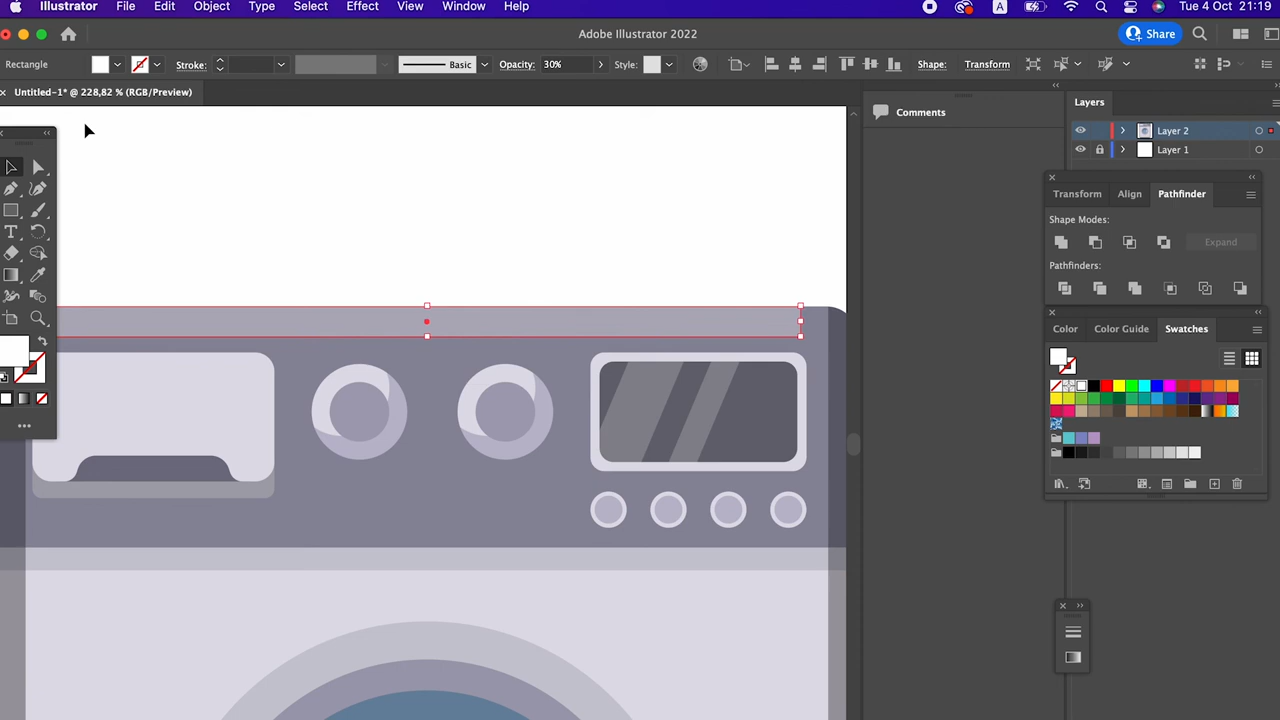 Illustrator File Edit Object Type Select Effect View Window Help A Tue 4 Oct 21:19
Adobe Illustrator 2022 Share
Rectangle Stroke: Basic Opacity: 30% Style: Shape: Transform
× Untitled-1* @ 228,82 % (RGB/Preview)
Comments
Layers
Layer 2
Layer 1
Transform Align Pathfinder
Shape Modes:
Expand
Pathfinders:
Color Color Guide Swatches